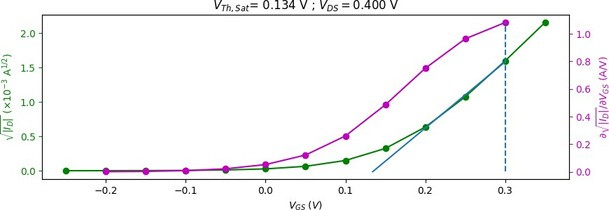 V_{Th, Sat}= 0.134 V ; V_{DS} = 0.400 V
√|I_D| (×10⁻³ A^{1/2})
2.0
1.5
1.0
0.5
0.0
1.0
0.8
0.6
0.4
0.2
0.0
∂√|I_D|/∂V_{GS} (A/V)
−0.2 −0.1 0.0 0.1 0.2 0.3
V_{GS} (V)